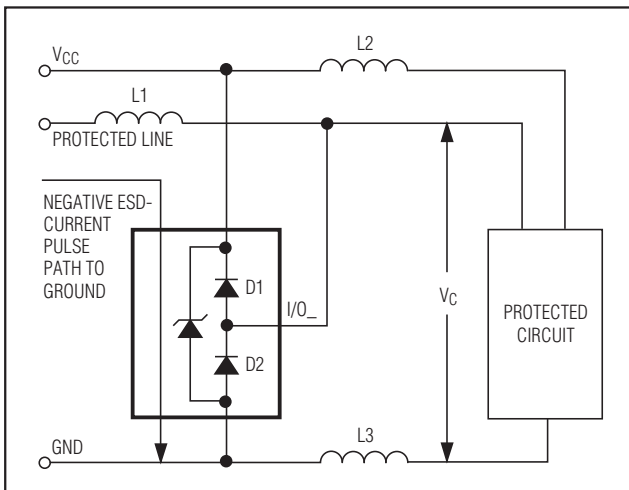 L2
VCC
L1
PROTECTED LINE
NEGATIVE ESD-
CURRENT
PULSE
PATH TO
GROUND
D1
I/O_
VC
PROTECTED
CIRCUIT
D2
GND
L3